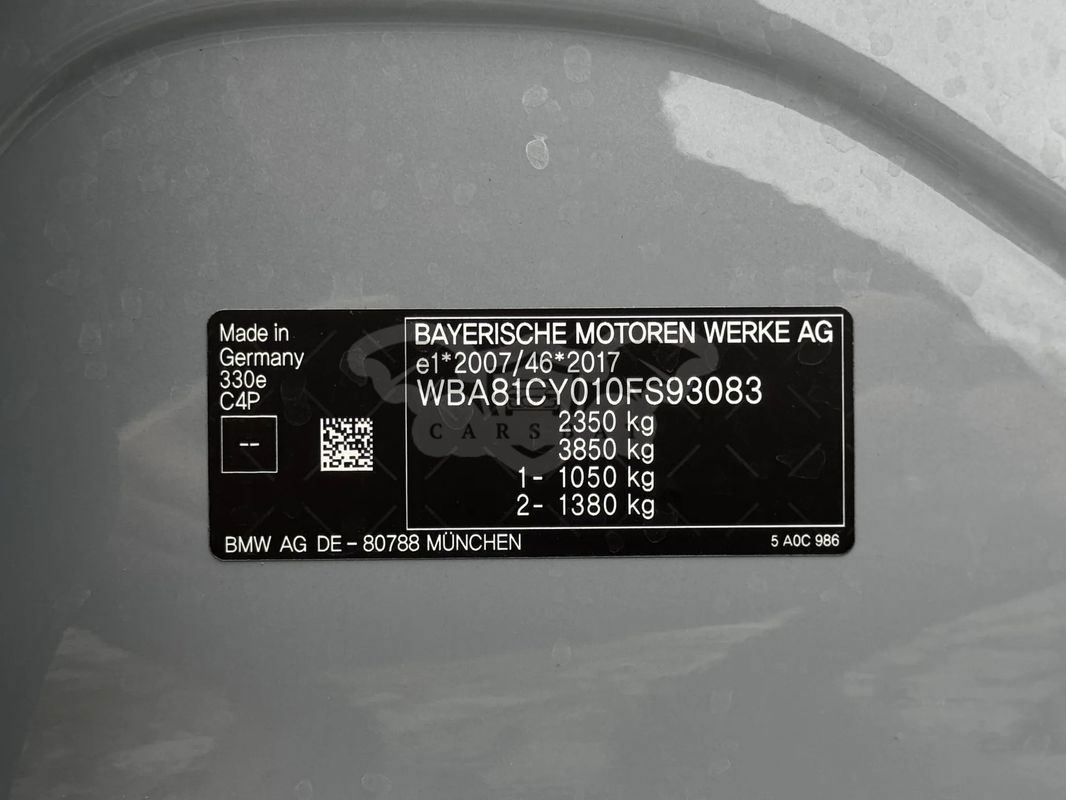 Made in
Germany
330e
C4P
--
BAYERISCHE MOTOREN WERKE AG
e1*2007/46*2017
WBA81CY010FS93083
2350 kg
3850 kg
1- 1050 kg
2- 1380 kg
BMW AG DE-80788 MÜNCHEN
5 A0C 986